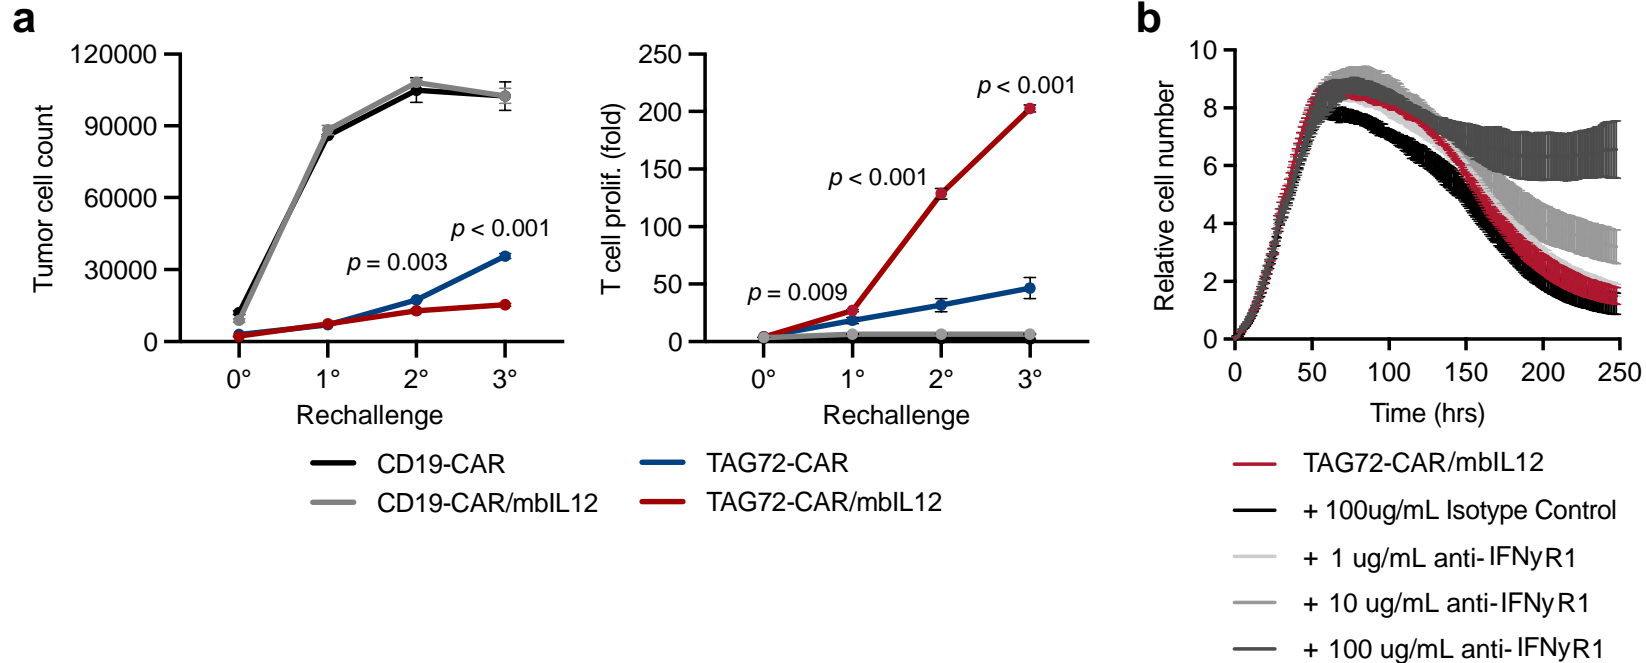 a
120000
90000
60000
30000
0
Tumor cell count
p = 0.003
p < 0.001
0° 1° 2° 3°
Rechallenge
250
200
150
100
50
0
T cell prolif. (fold)
p = 0.009
p < 0.001
p < 0.001
0° 1° 2° 3°
Rechallenge
CD19-CAR
CD19-CAR/mbIL12
TAG72-CAR
TAG72-CAR/mbIL12
b
10
8
6
4
2
0
Relative cell number
0 50 100 150 200 250
Time (hrs)
TAG72-CAR/mbIL12
+ 100ug/mL Isotype Control
+ 1 ug/mL anti-IFNyR1
+ 10 ug/mL anti-IFNyR1
+ 100 ug/mL anti-IFNyR1